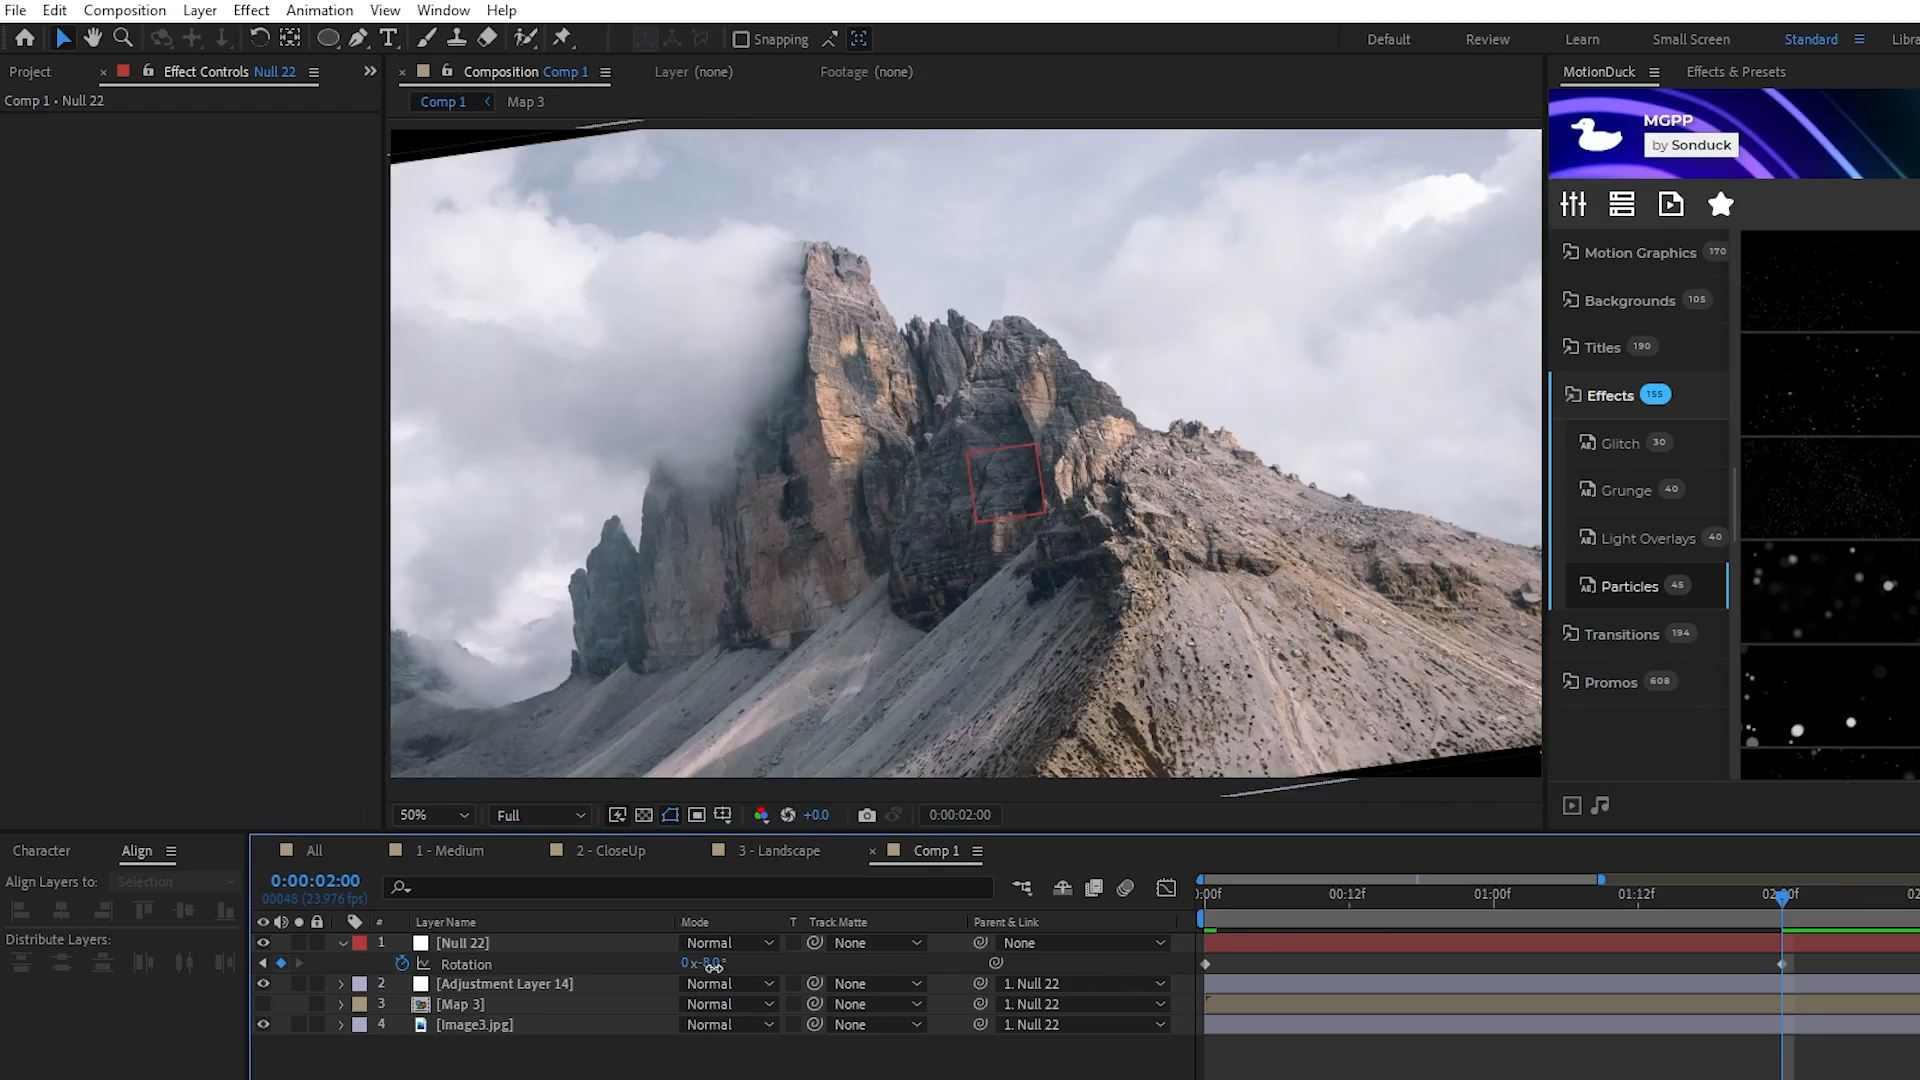 File Edit Composition Layer Effect Animation View Window Help
Snapping
Default Review Learn Small Screen Standard
Project Effect Controls Null 22
Comp 1 • Null 22
Composition Comp 1 Layer (none) Footage (none)
Comp 1 Map 3
MotionDuck Effects & Presets
MGPP
by Sonduck
Motion Graphics 170
Backgrounds 105
Titles 190
Effects 155
Glitch 30
Grunge 40
Light Overlays 40
Particles 45
Transitions 194
Promos 608
50% Full +0.0 0:00:02:00
Character Align
Align Layers to: Selection
Distribute Layers:
All 1 - Medium 2 - CloseUp 3 - Landscape Comp 1
0:00:02:00
00048 (23.976 fps)
:00f 00:12f 01:00f 01:12f
# Layer Name Mode T Track Matte Parent & Link
1 [Null 22] Normal None None
Rotation
2 [Adjustment Layer 14] Normal None 1. Null 22
3 [Map 3] Normal None 1. Null 22
4 [Image3.jpg] Normal None 1. Null 22